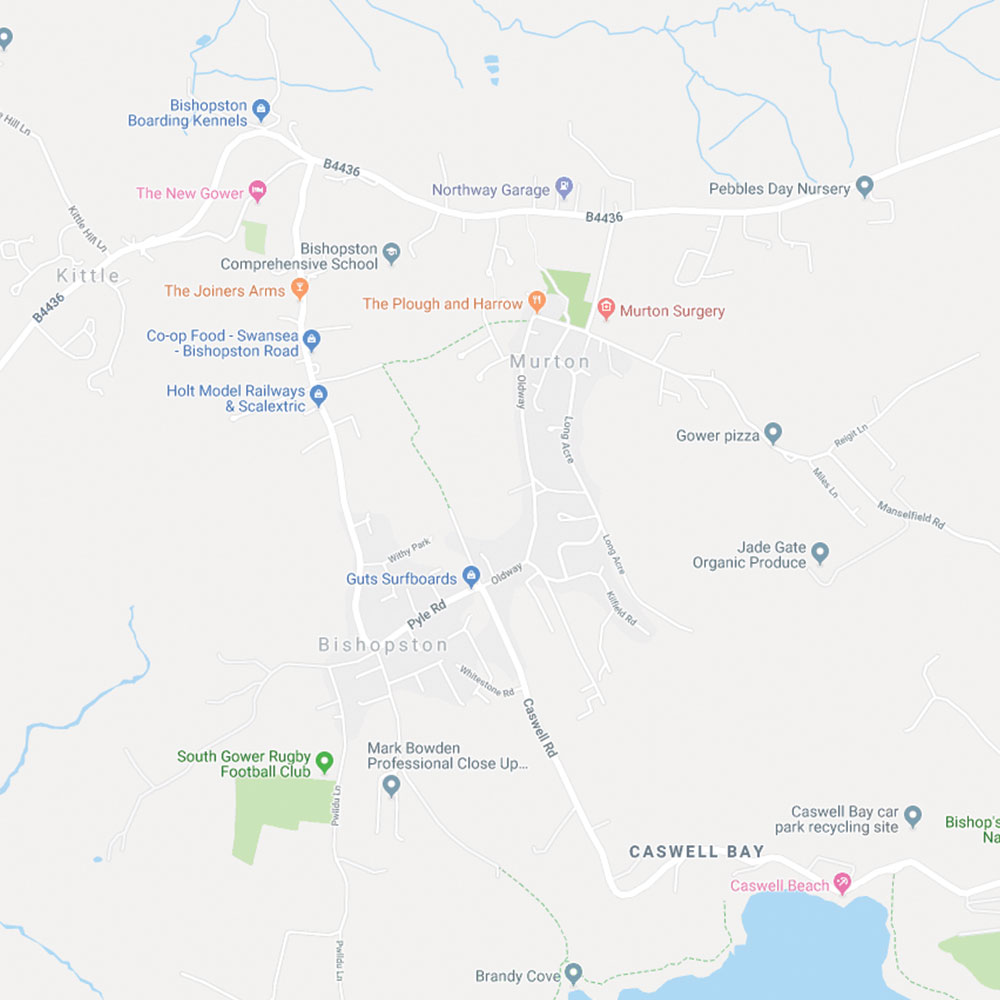 Bishopston
Boarding Kennels
e Hill Ln
B4436
The New Gower
Northway Garage
Pebbles Day Nursery
B4436
Kittle Hill Ln
Bishopston
Comprehensive School
Kittle
B4436
The Joiners Arms
The Plough and Harrow
Murton Surgery
Co-op Food - Swansea
- Bishopston Road
Murton
Holt Model Railways
& Scalextric
Oldway
Long Acre
Gower pizza
Reigit Ln
Miles Ln
Manselfield Rd
Withy Park
Long Acre
Jade Gate
Organic Produce
Guts Surfboards
Oldway
Pyle Rd
Kilfield Rd
Bishopston
Whitestone Rd
Caswell Rd
South Gower Rugby
Football Club
Mark Bowden
Professional Close Up...
Pwlldu Ln
Caswell Bay car
park recycling site
Bishop's
Na
CASWELL BAY
Caswell Beach
Pwlldu Ln
Brandy Cove